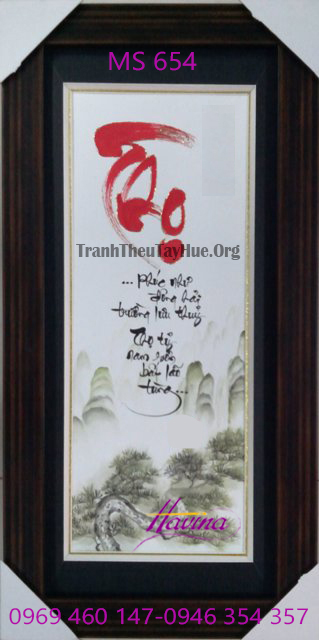 MS 654
Thọ
TranhTheuTayHue.Org
...Phúc như
đông hải
trường lưu thuỷ
Thọ tỷ
nam sơn
bất lão
tùng...
Havina
0969 460 147-0946 354 357